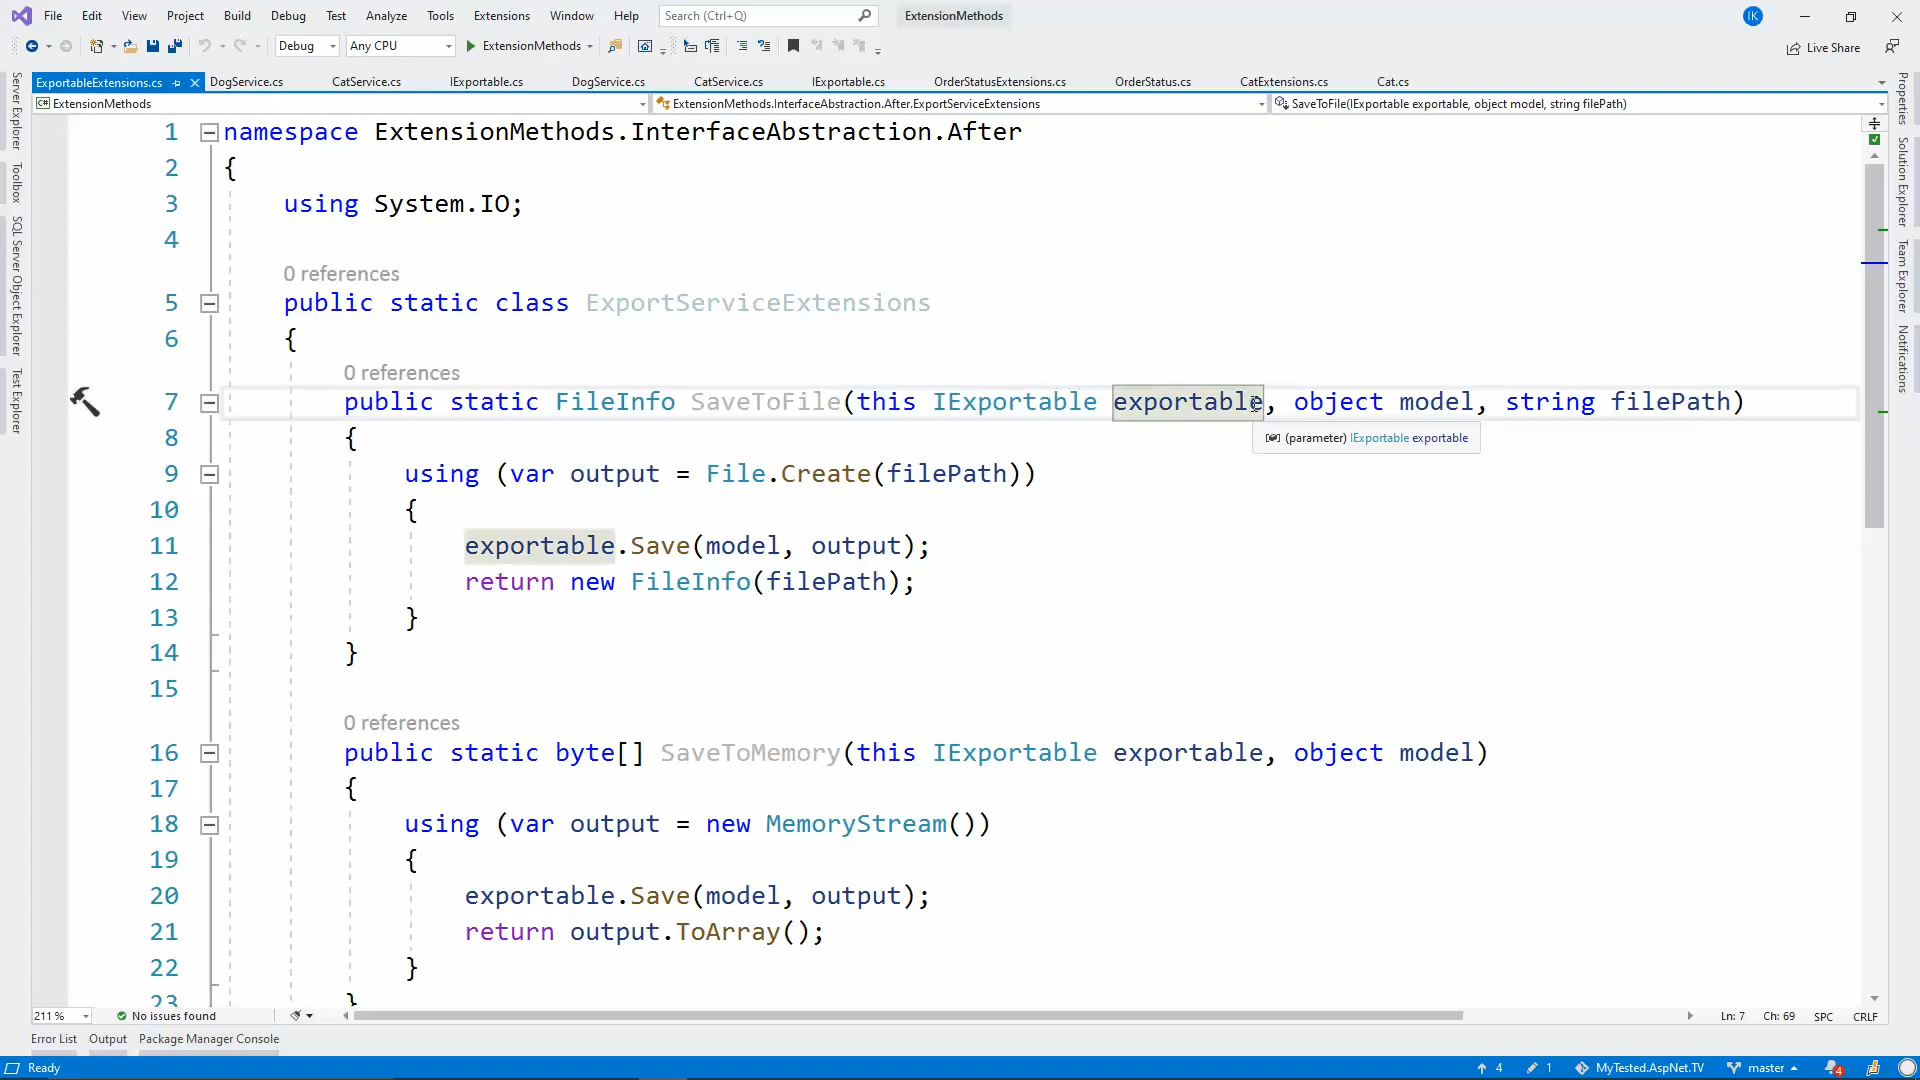 File Edit View Project Build Debug Test Analyze Tools Extensions Window Help Search (Ctrl+Q) ExtensionMethods IK
Debug Any CPU ExtensionMethods Live Share
ExportableExtensions.cs DogService.cs CatService.cs IExportable.cs DogService.cs CatService.cs IExportable.cs OrderStatusExtensions.cs OrderStatus.cs CatExtensions.cs Cat.cs
ExtensionMethods ExtensionMethods.InterfaceAbstraction.After.ExportServiceExtensions SaveToFile(IExportable exportable, object model, string filePath)
Server Explorer
Toolbox
SQL Server Object Explorer
Test Explorer
1 namespace ExtensionMethods.InterfaceAbstraction.After
2 {
3 using System.IO;
4
0 references
5 public static class ExportServiceExtensions
6 {
0 references
7 public static FileInfo SaveToFile(this IExportable exportable, object model, string filePath)
8 {
(parameter) IExportable exportable
9 using (var output = File.Create(filePath))
10 {
11 exportable.Save(model, output);
12 return new FileInfo(filePath);
13 }
14 }
15
0 references
16 public static byte[] SaveToMemory(this IExportable exportable, object model)
17 {
18 using (var output = new MemoryStream())
19 {
20 exportable.Save(model, output);
21 return output.ToArray();
22 }
23 }
Properties
Solution Explorer
Team Explorer
Notifications
211 % No issues found Ln: 7 Ch: 69 SPC CRLF
Error List Output Package Manager Console
Ready 4 1 MyTested.AspNet.TV master 4